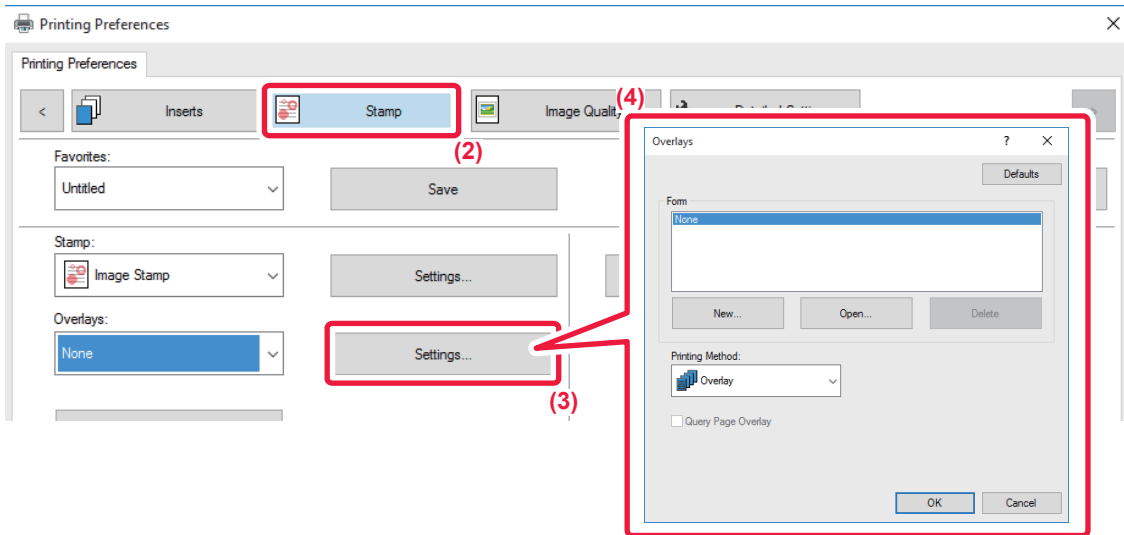 Printing Preferences
Printing Preferences
<
Inserts
Stamp
Image Quality
(4)
(2)
Favorites:
Untitled
Save
Stamp:
Image Stamp
Settings...
Overlays:
None
Settings...
(3)
Overlays
?
Defaults
Form
None
New...
Open...
Delete
Printing Method:
Overlay
Query Page Overlay
OK
Cancel